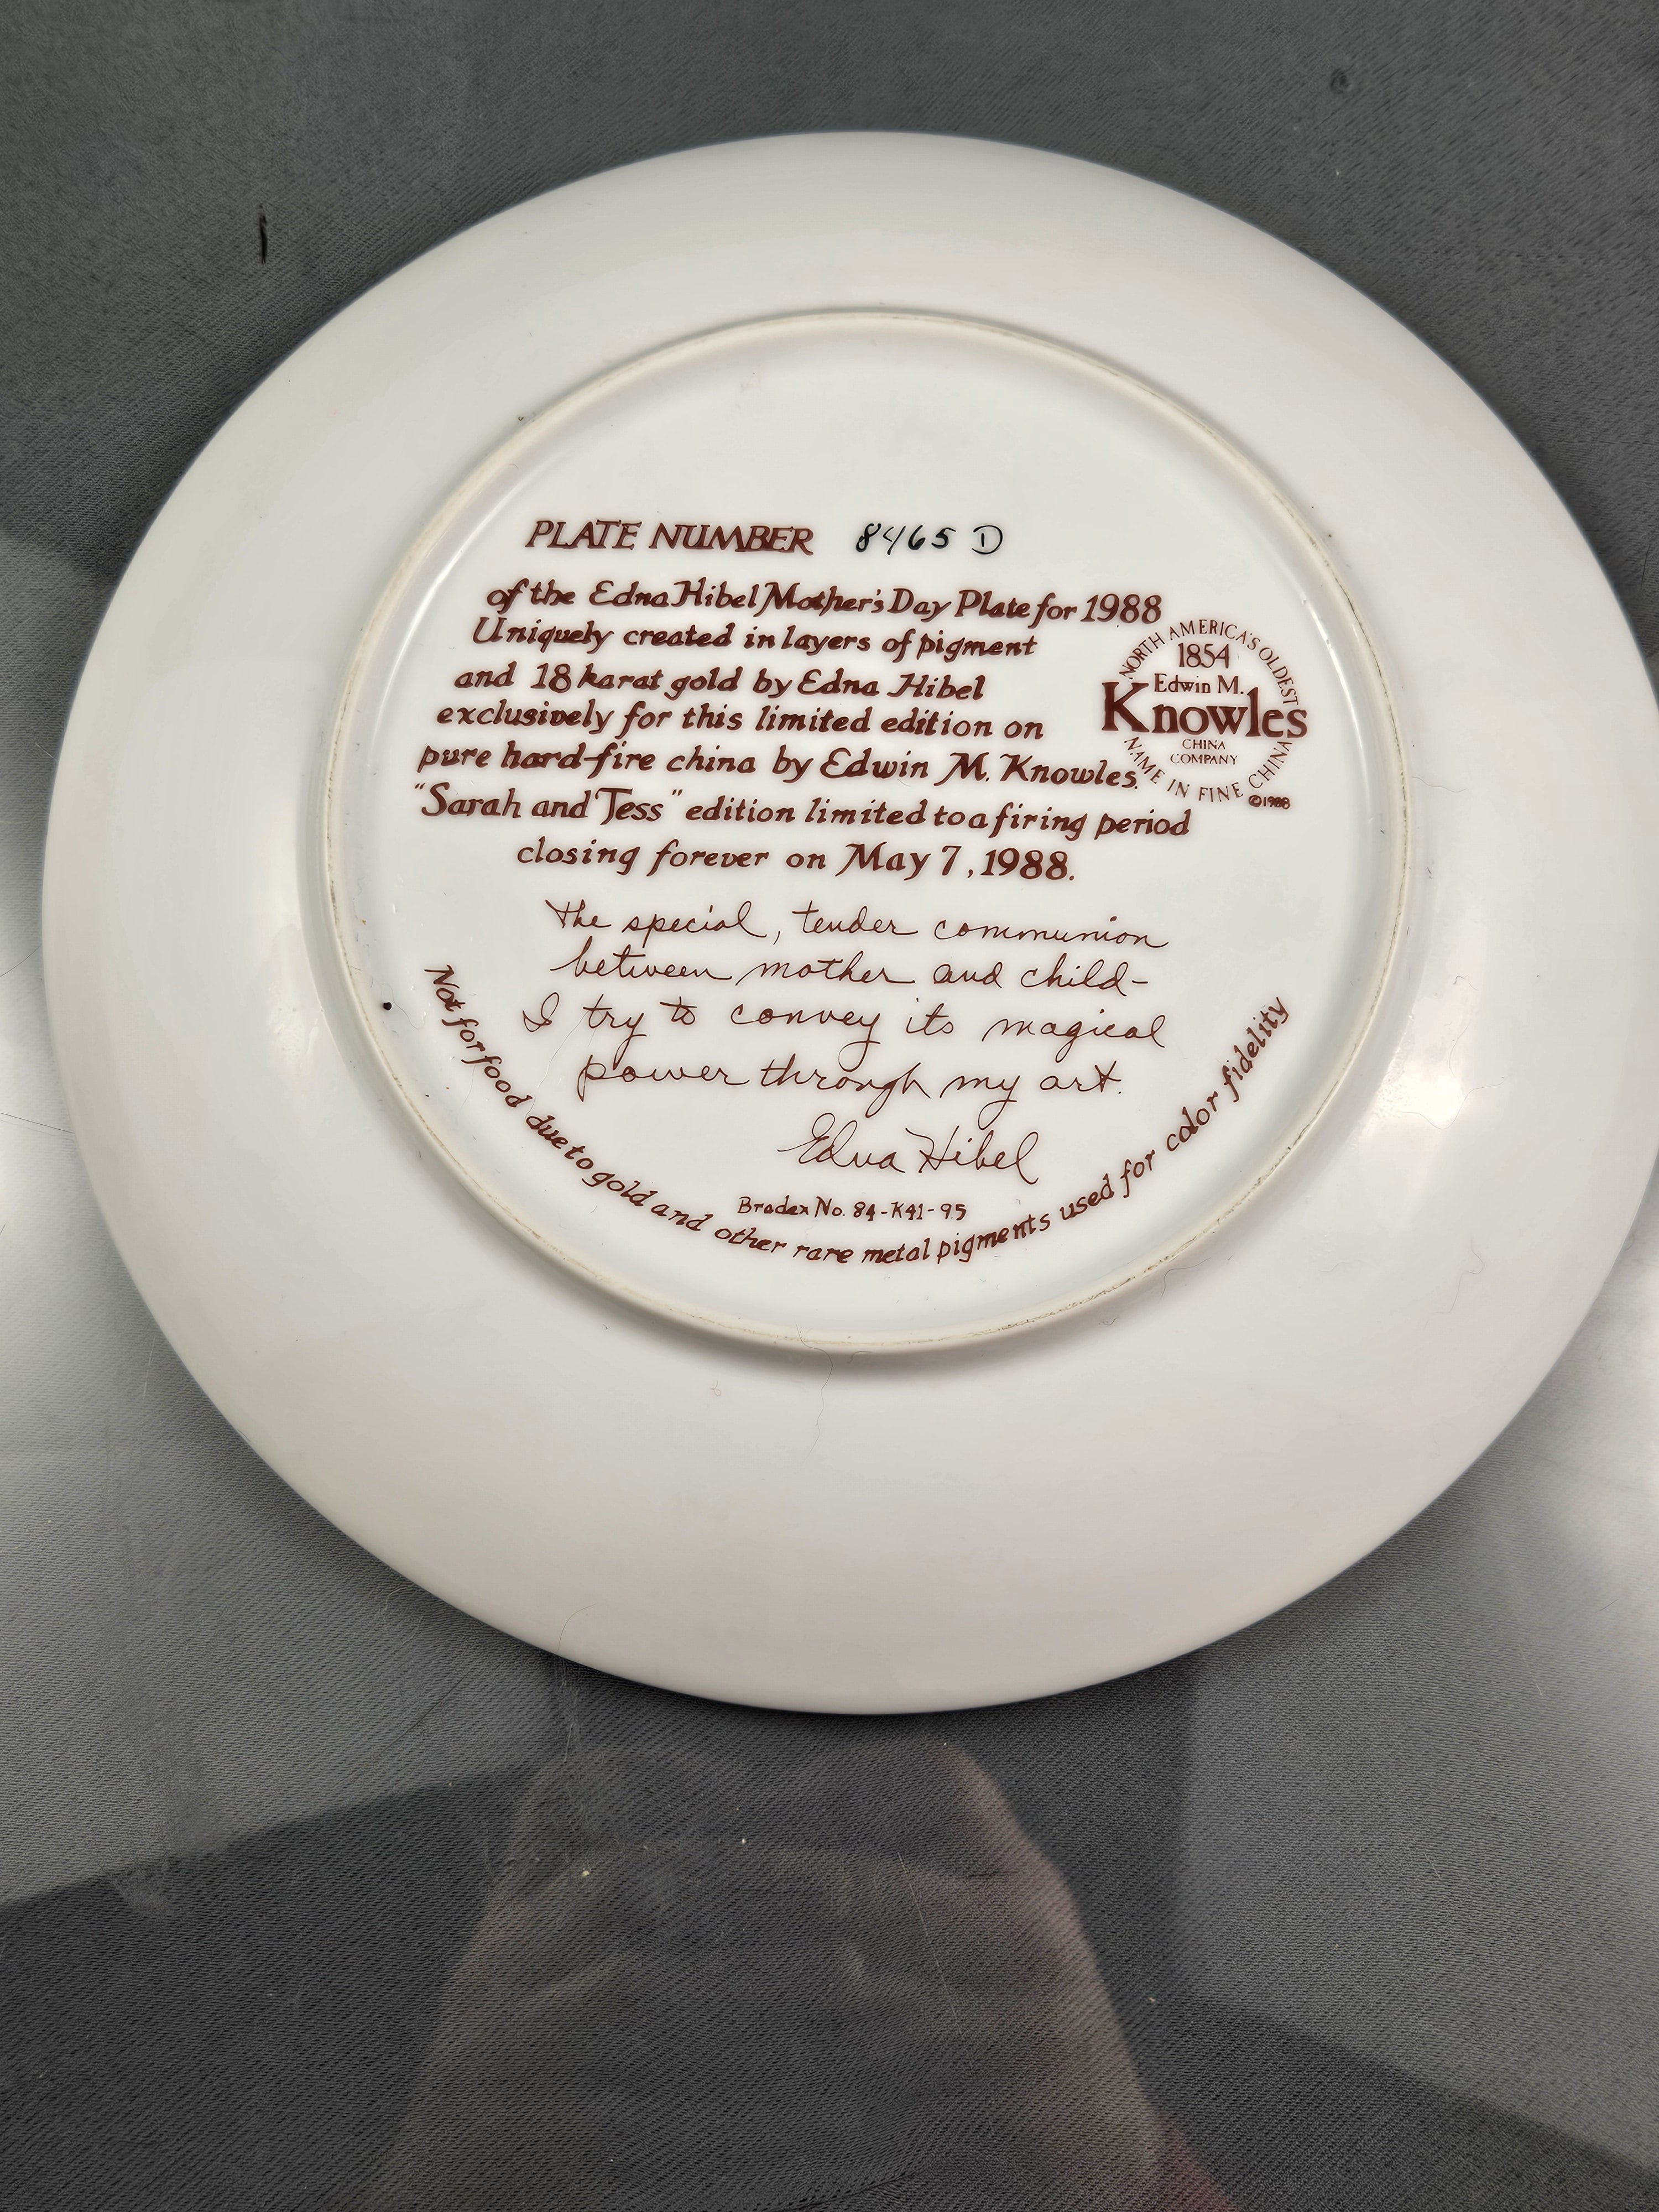 PLATE NUMBER 8465 D
of the Edna Hibel Mother's Day Plate for 1988
Uniquely created in layers of pigment
and 18 karat gold by Edna Hibel
exclusively for this limited edition on
pure hard-fire china by Edwin M. Knowles.
"Sarah and Tess" edition limited to a firing period
closing forever on May 7, 1988.
NORTH AMERICA'S OLDEST
1854
Edwin M.
Knowles
CHINA
COMPANY
NAME IN FINE CHINA
©1988
the special, tender communion
between mother and child-
I try to convey its magical
power through my art.
Edna Hibel
Bradex No. 84-K41-95
Not for food due to gold and other rare metal pigments used for color fidelity